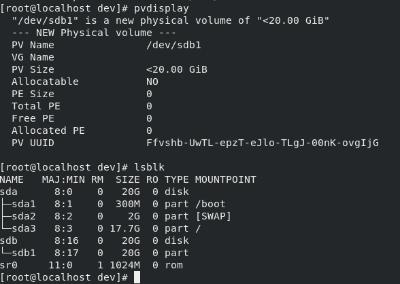 [root@localhost dev]# pvdisplay
  "/dev/sdb1" is a new physical volume of "<20.00 GiB"
  --- NEW Physical volume ---
  PV Name               /dev/sdb1
  VG Name
  PV Size               <20.00 GiB
  Allocatable           NO
  PE Size               0
  Total PE              0
  Free PE               0
  Allocated PE          0
  PV UUID               Ffvshb-UwTL-epzT-eJlo-TLgJ-00nK-ovgIjG

[root@localhost dev]# lsblk
NAME   MAJ:MIN RM  SIZE RO TYPE MOUNTPOINT
sda      8:0    0   20G  0 disk
├─sda1   8:1    0  300M  0 part /boot
├─sda2   8:2    0    2G  0 part [SWAP]
└─sda3   8:3    0 17.7G  0 part /
sdb      8:16   0   20G  0 disk
└─sdb1   8:17   0   20G  0 part
sr0     11:0    1 1024M  0 rom
[root@localhost dev]#